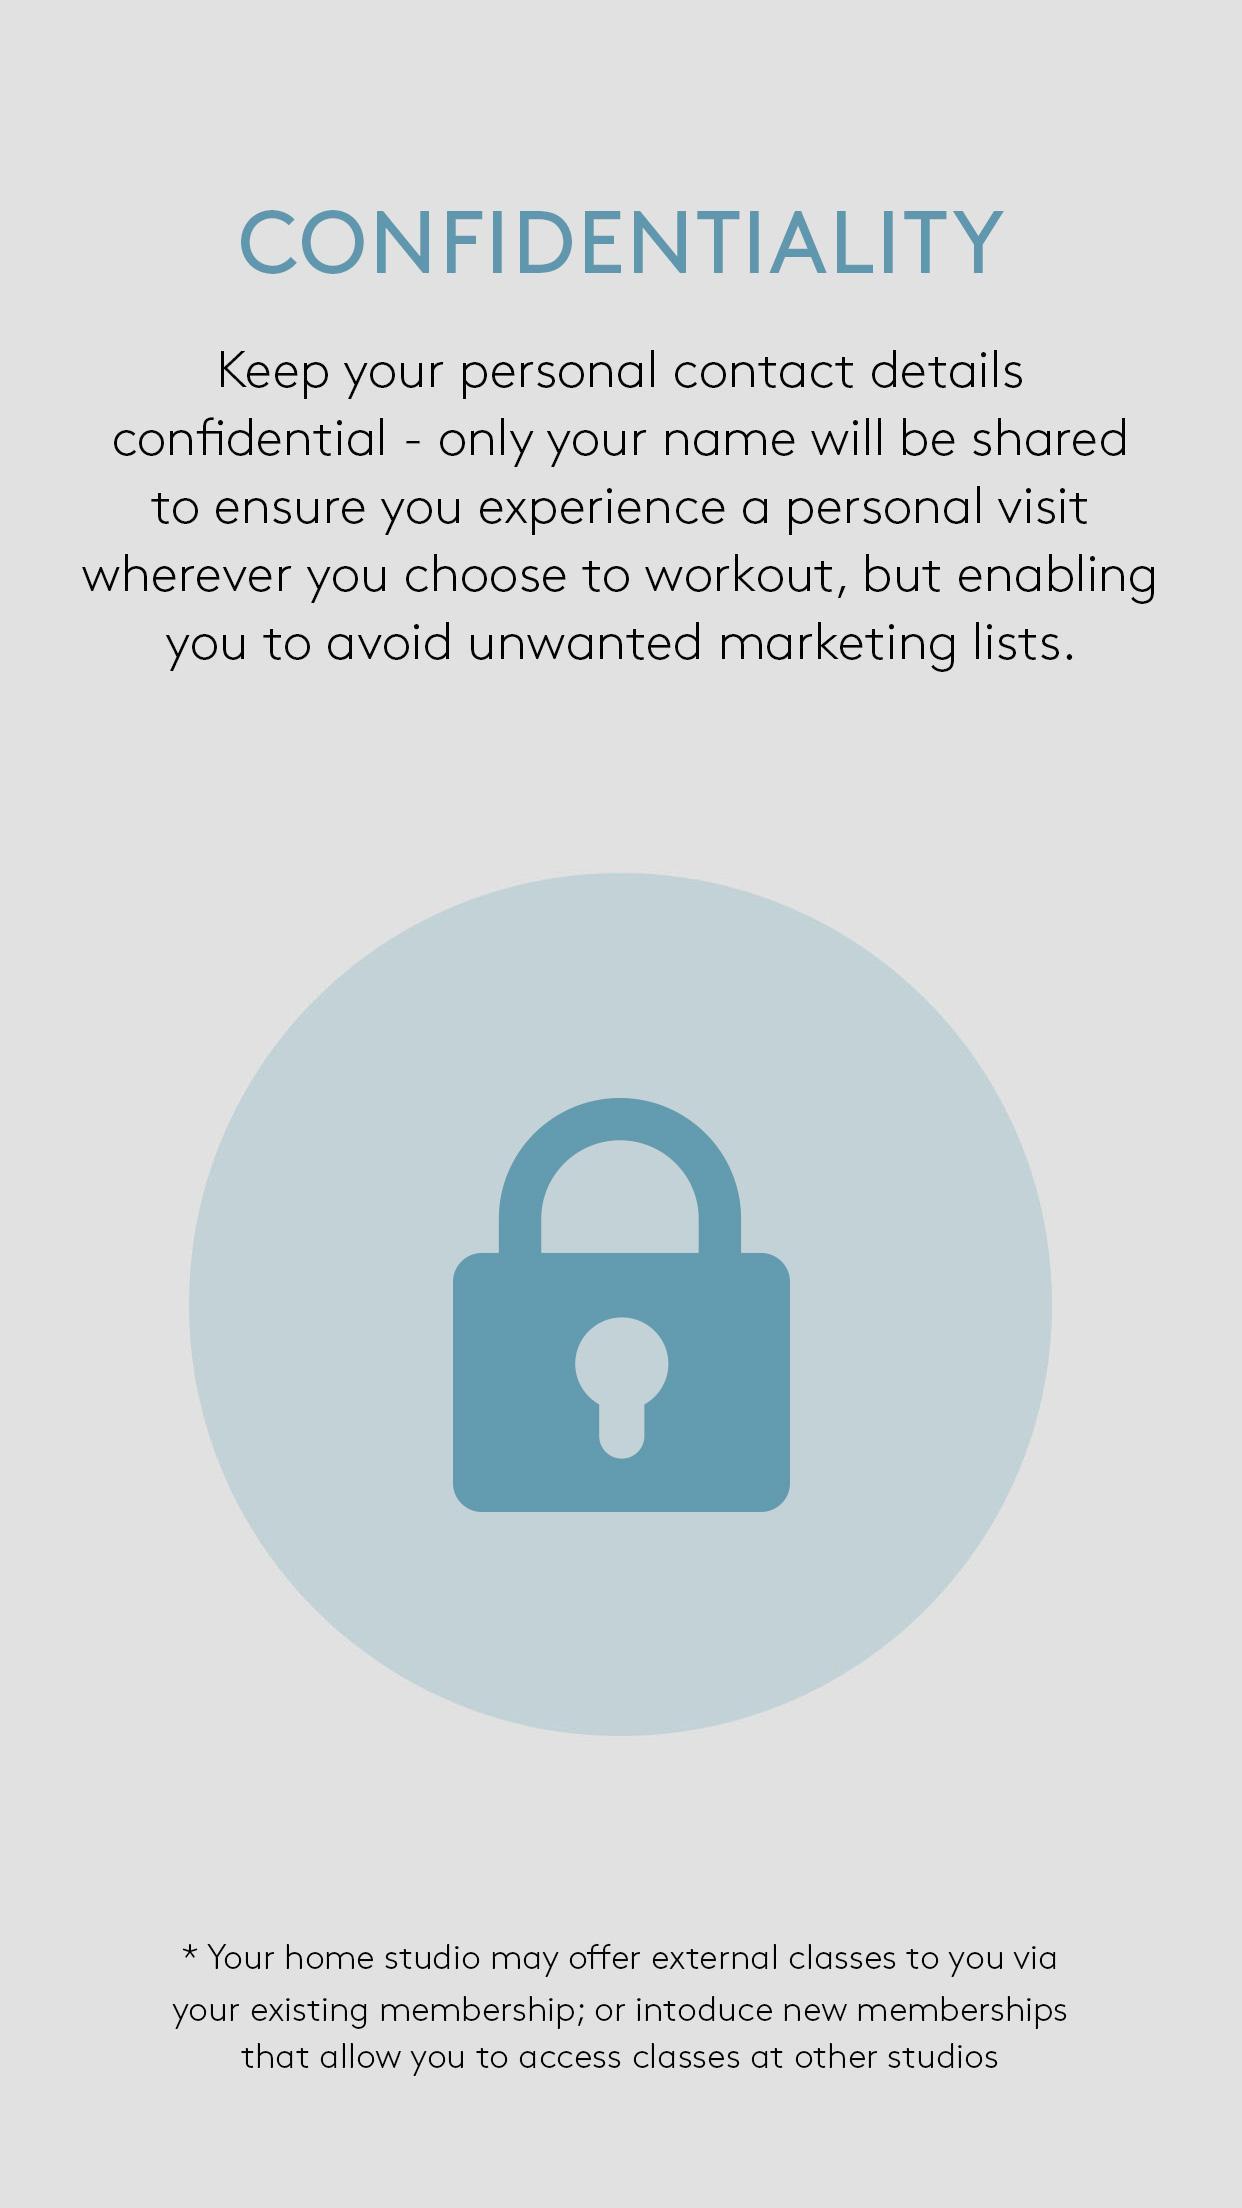 CONFIDENTIALITY
Keep your personal contact details
confidential - only your name will be shared
to ensure you experience a personal visit
wherever you choose to workout, but enabling
you to avoid unwanted marketing lists.
* Your home studio may offer external classes to you via
your existing membership; or intoduce new memberships
that allow you to access classes at other studios